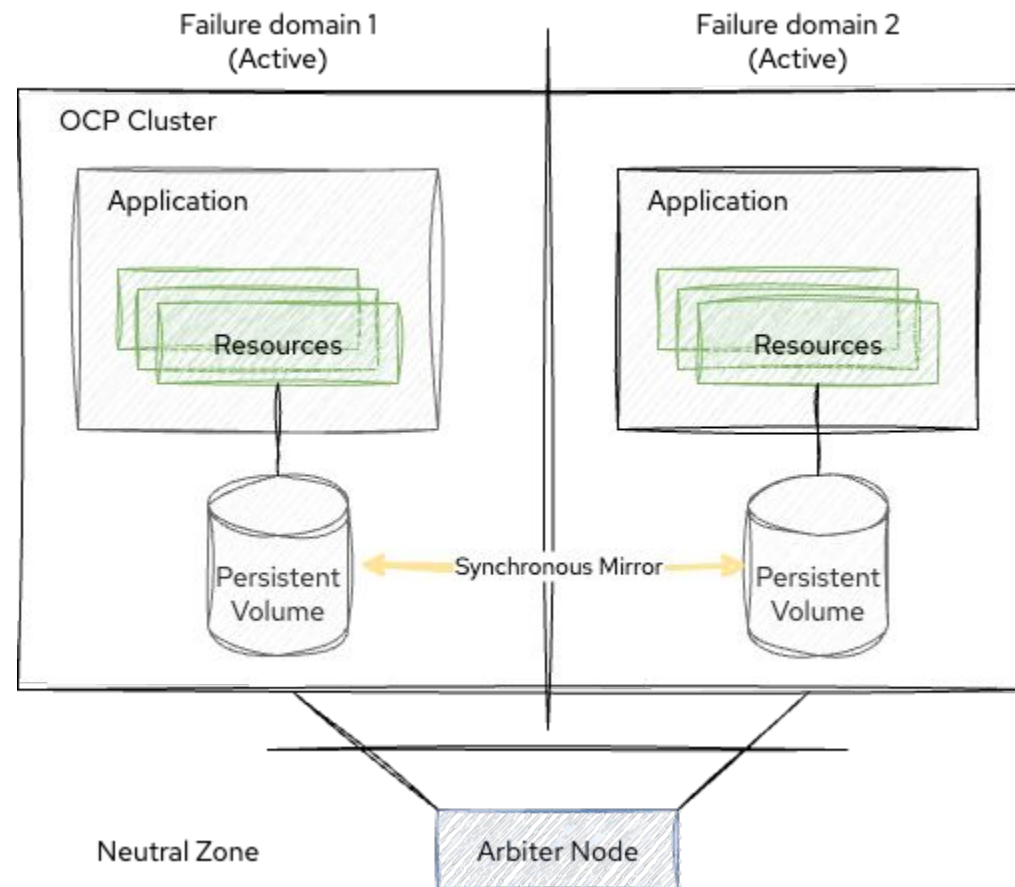 Failure domain 1
(Active)
Failure domain 2
(Active)
OCP Cluster
Application
Resources
Application
Resources
Persistent
Volume
Synchronous Mirror
Persistent
Volume
Neutral Zone
Arbiter Node